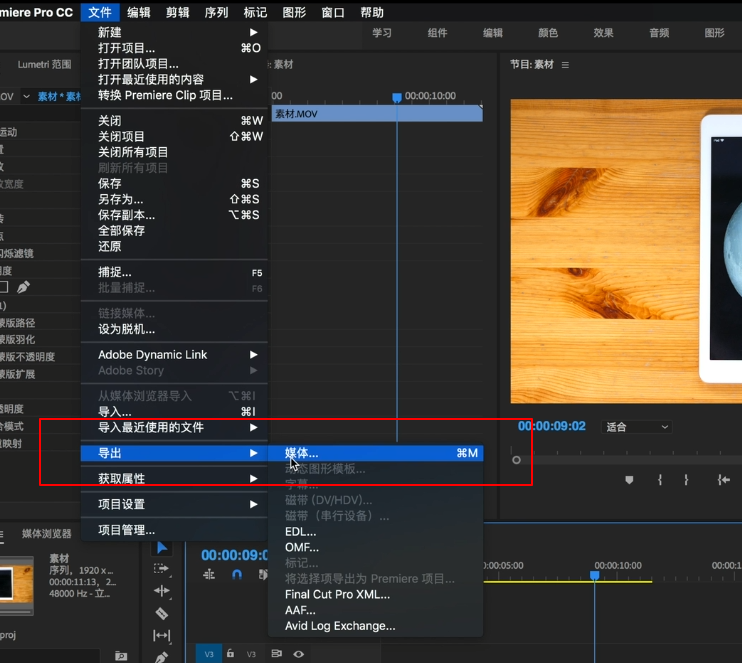 miere Pro CC 文件 编辑 剪辑 序列 标记 图形 窗口 帮助
学习 组件 编辑 颜色 效果 音频 图形
Lumetri 范围
: 素材
节目: 素材
OV 素材 * 素材
00
00:00:10:00
素材.MOV
新建
打开项目... ⌘O
打开团队项目...
打开最近使用的内容
转换 Premiere Clip 项目...
关闭 ⌘W
关闭项目 ⇧⌘W
关闭所有项目
刷新所有项目
保存 ⌘S
另存为... ⇧⌘S
保存副本... ⌥⌘S
全部保存
还原
捕捉... F5
批量捕捉... F6
链接媒体...
设为脱机...
Adobe Dynamic Link
Adobe Story
从媒体浏览器导入 ⌥⌘I
导入... ⌘I
导入最近使用的文件
导出
获取属性
项目设置
项目管理...
媒体... ⌘M
动态图形模板...
字幕...
磁带 (DV/HDV)...
磁带（串行设备）...
EDL...
OMF...
标记...
将选择项导出为 Premiere 项目...
Final Cut Pro XML...
AAF...
Avid Log Exchange...
运动
宽度
闪烁滤镜
明度
蒙版路径
蒙版羽化
蒙版不透明度
蒙版扩展
透明度
合模式
映射
00:00:09:02 适合
媒体浏览器
素材
序列, 1920 x...
00:00:11:13, 2...
48000 Hz - 立...
proj
00:00:09:0
:00:05:00 00:00:10:00 00:00:1
V3 V3